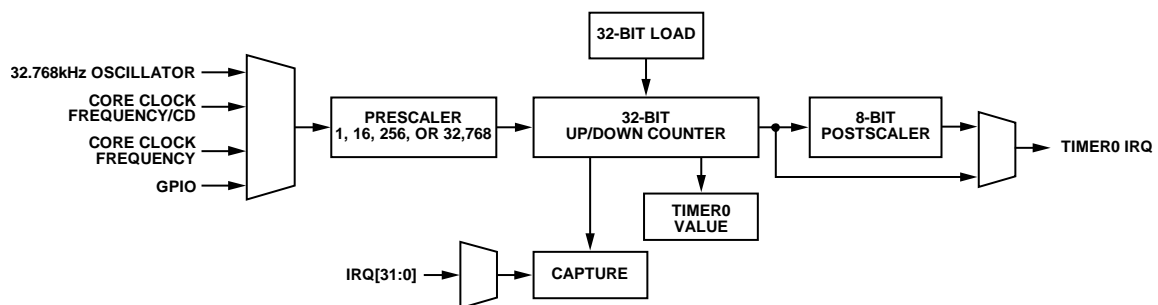 32-BIT LOAD
32.768kHz OSCILLATOR
CORE CLOCK
FREQUENCY/CD
CORE CLOCK
FREQUENCY
GPIO
PRESCALER
1, 16, 256, OR 32,768
32-BIT
UP/DOWN COUNTER
8-BIT
POSTSCALER
TIMER0 IRQ
TIMER0
VALUE
IRQ[31:0]
CAPTURE